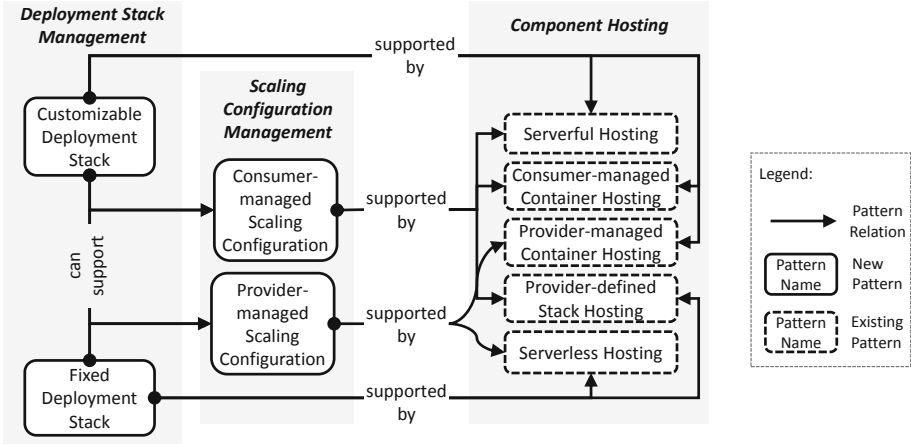 Deployment Stack
Management
Component Hosting
supported
by
Scaling
Configuration
Management
Customizable
Deployment
Stack
Serverful Hosting
Consumer-
managed
Scaling
Configuration
supported
by
Consumer-managed
Container Hosting
Provider-managed
Container Hosting
can
support
Provider-
managed
Scaling
Configuration
supported
by
Provider-defined
Stack Hosting
Serverless Hosting
Fixed
Deployment
Stack
supported
by
Legend:
Pattern
Relation
Pattern
Name
New
Pattern
Pattern
Name
Existing
Pattern